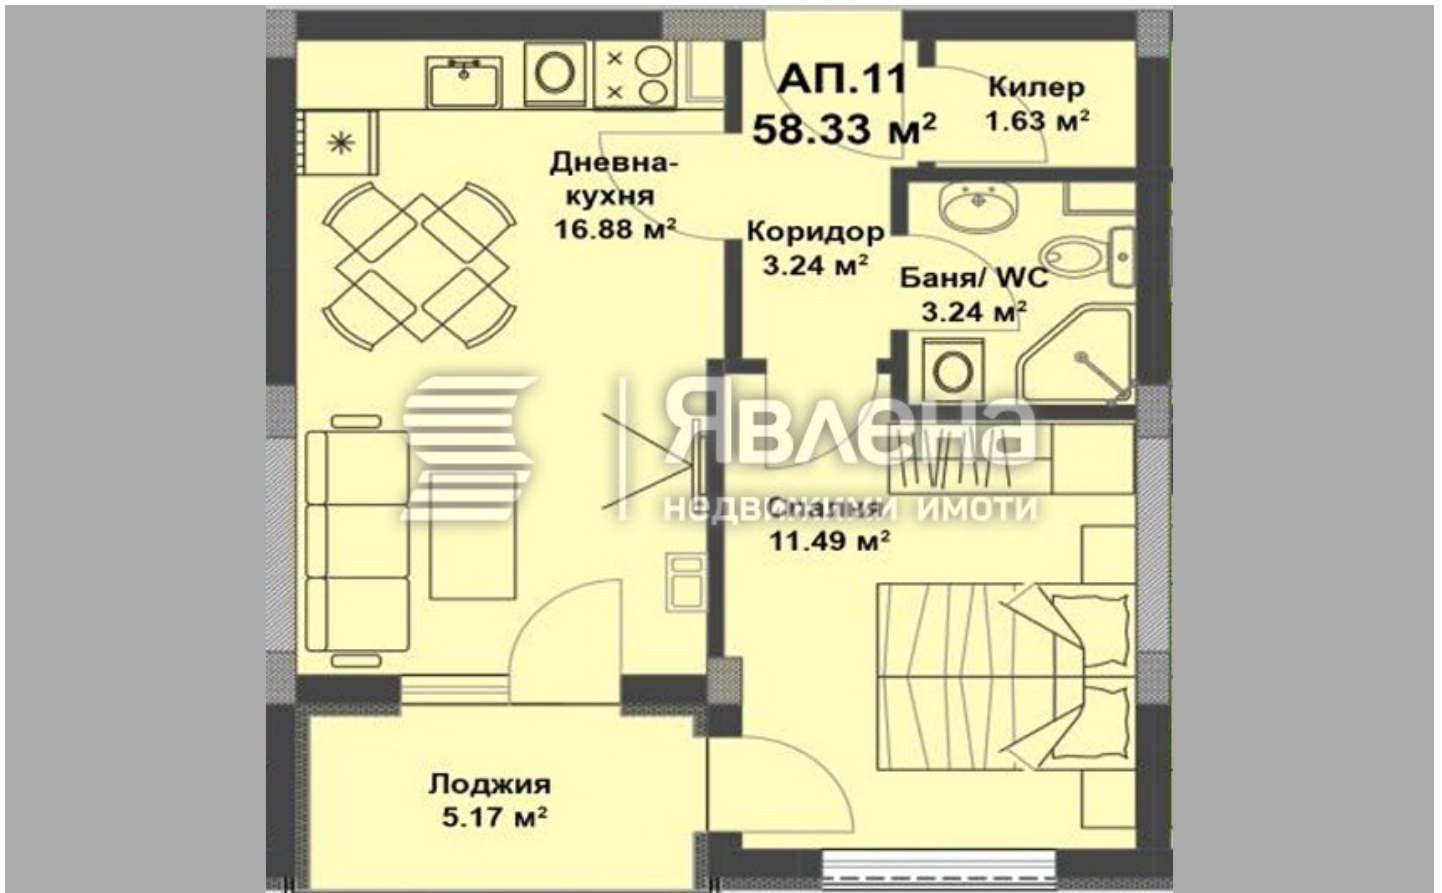 АП.11
58.33 м²
Килер
1.63 м²
Дневна-
кухня
16.88 м²
Коридор
3.24 м²
Баня/ WC
3.24 м²
Явлена
недвижими имоти
Спалня
11.49 м²
Лоджия
5.17 м²